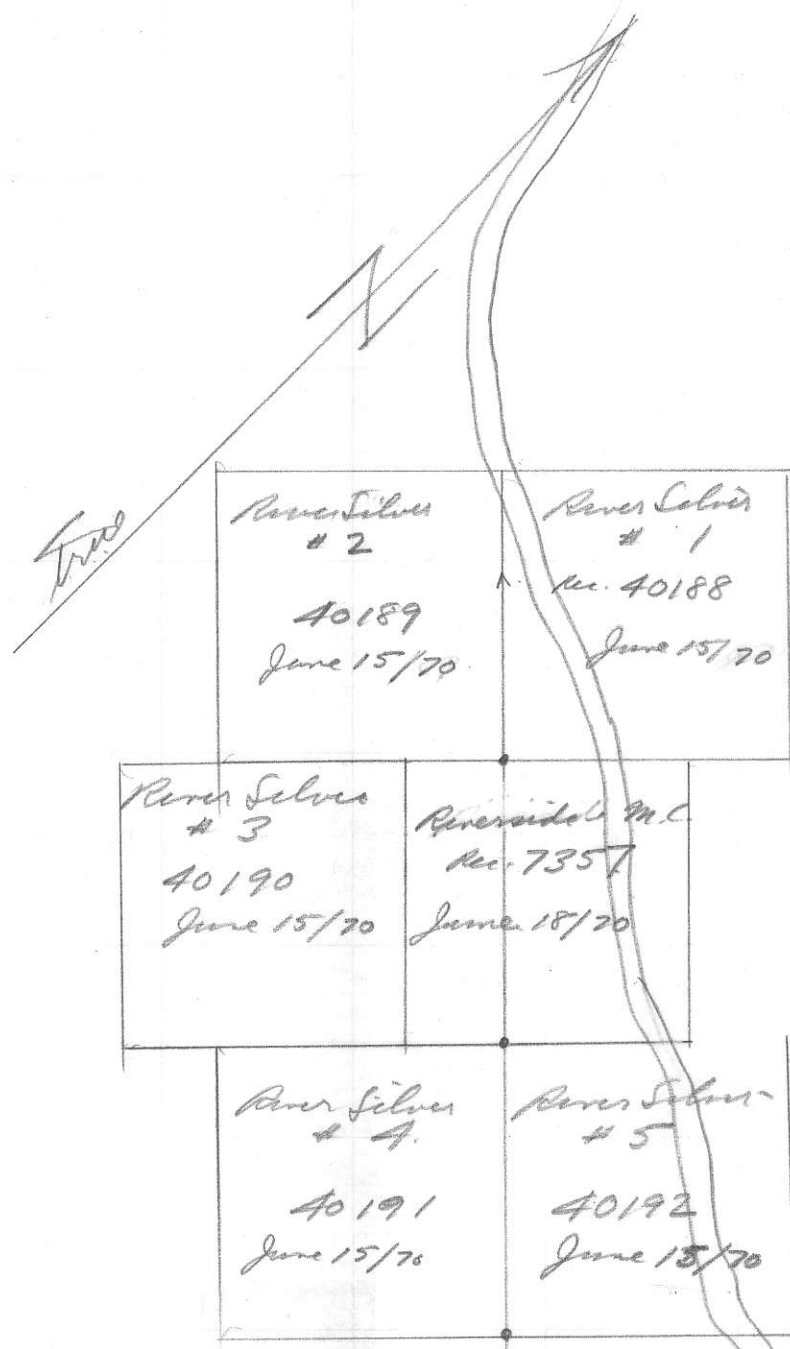 N
True
River Silver
# 2
40189
June 15/70
River Silver
# 1
Rec. 40188
June 15/70
River Silver
# 3
40190
June 15/70
Riverside M.C.
Rec. 7357
June 18/70
River Silver
# 4.
40191
June 15/70
River Silver
# 5
40192
June 15/70